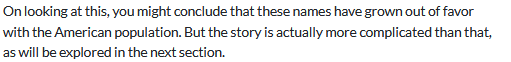 On looking at this, you might conclude that these names have grown out of favor
with the American population. But the story is actually more complicated than that,
as will be explored in the next section.